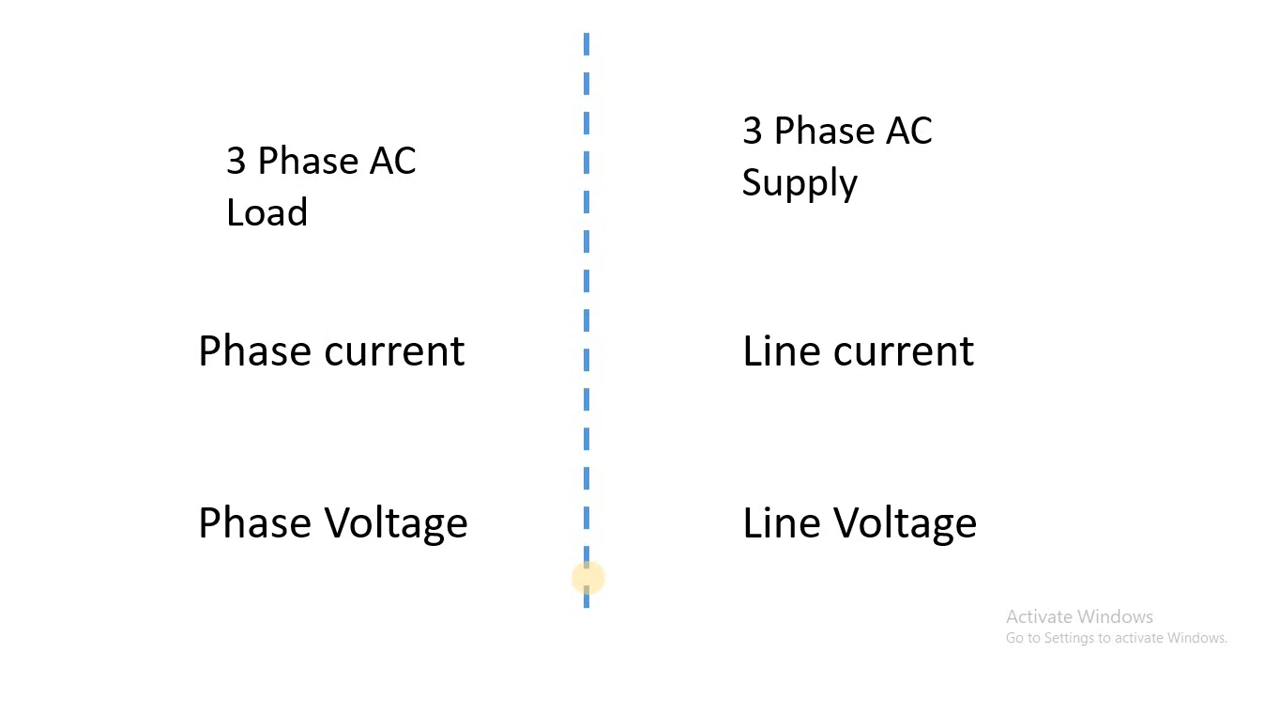 3 Phase AC
Load
Phase current
Phase Voltage
3 Phase AC
Supply
Line current
Line Voltage
Activate Windows
Go to Settings to activate Windows.